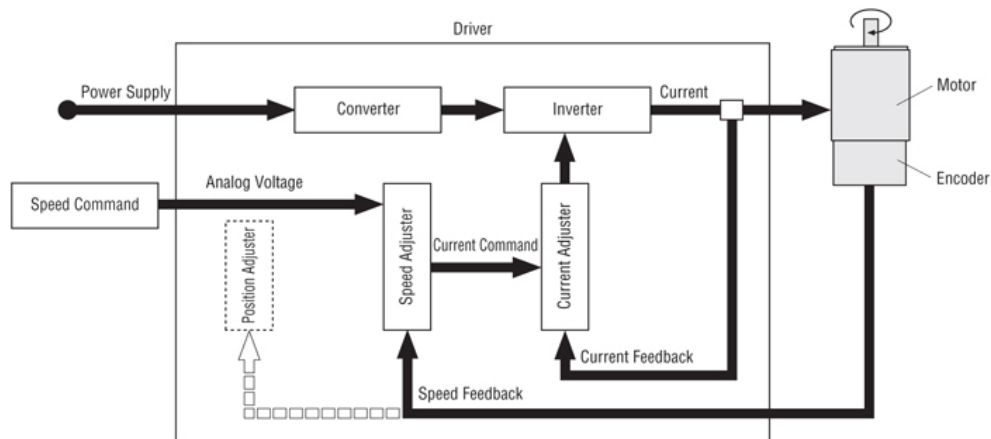 Driver
Power Supply
Converter
Inverter
Current
Motor
Encoder
Speed Command
Analog Voltage
Position Adjuster
Speed Adjuster
Current Command
Current Adjuster
Current Feedback
Speed Feedback